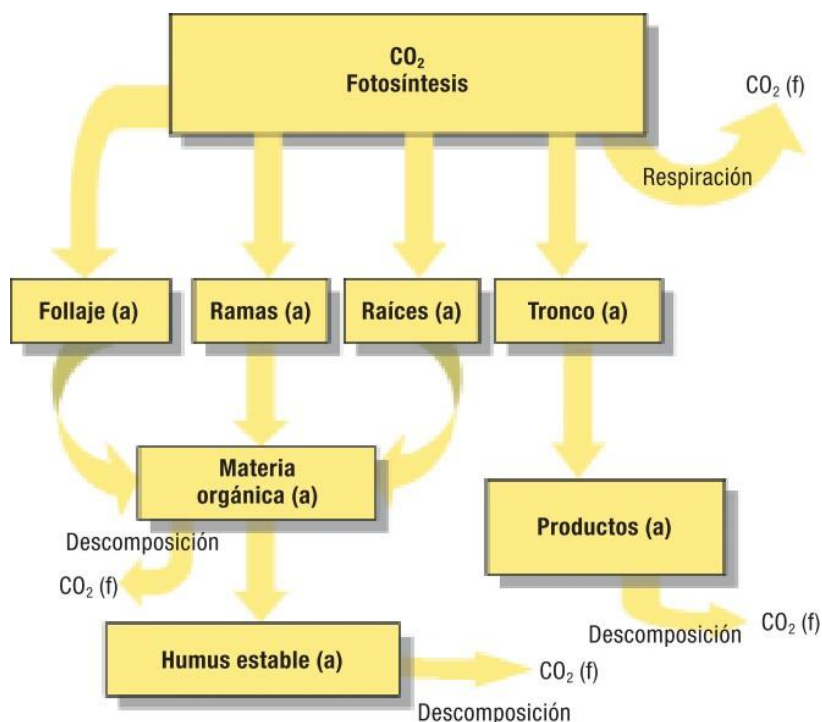 CO₂
Fotosíntesis
CO₂ (f)
Respiración
Follaje (a)
Ramas (a)
Raíces (a)
Tronco (a)
Materia
orgánica (a)
Productos (a)
Descomposición
CO₂ (f)
Descomposición
CO₂ (f)
Humus estable (a)
CO₂ (f)
Descomposición